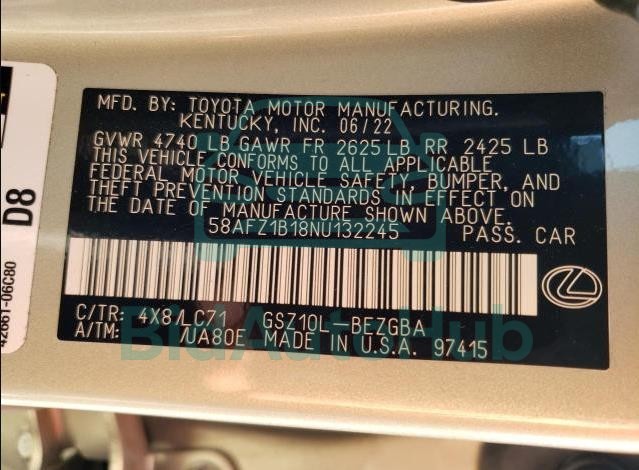 MFD. BY: TOYOTA MOTOR MANUFACTURING.
KENTUCKY, INC. 06/22
GVWR 4740 LB GAWR FR 2625 LB RR 2425 LB
THIS VEHICLE CONFORMS TO ALL APPLICABLE
FEDERAL MOTOR VEHICLE SAFETY, BUMPER, AND
THEFT PREVENTION STANDARDS IN EFFECT ON
THE DATE OF MANUFACTURE SHOWN ABOVE.
58AFZ1B18NU132245 PASS. CAR
C/TR: 4X8/LC71 GSZ10L-BEZGBA
A/TM: /UA80E MADE IN U.S.A. 97415
BidAutoHub
D8
42661-06C80